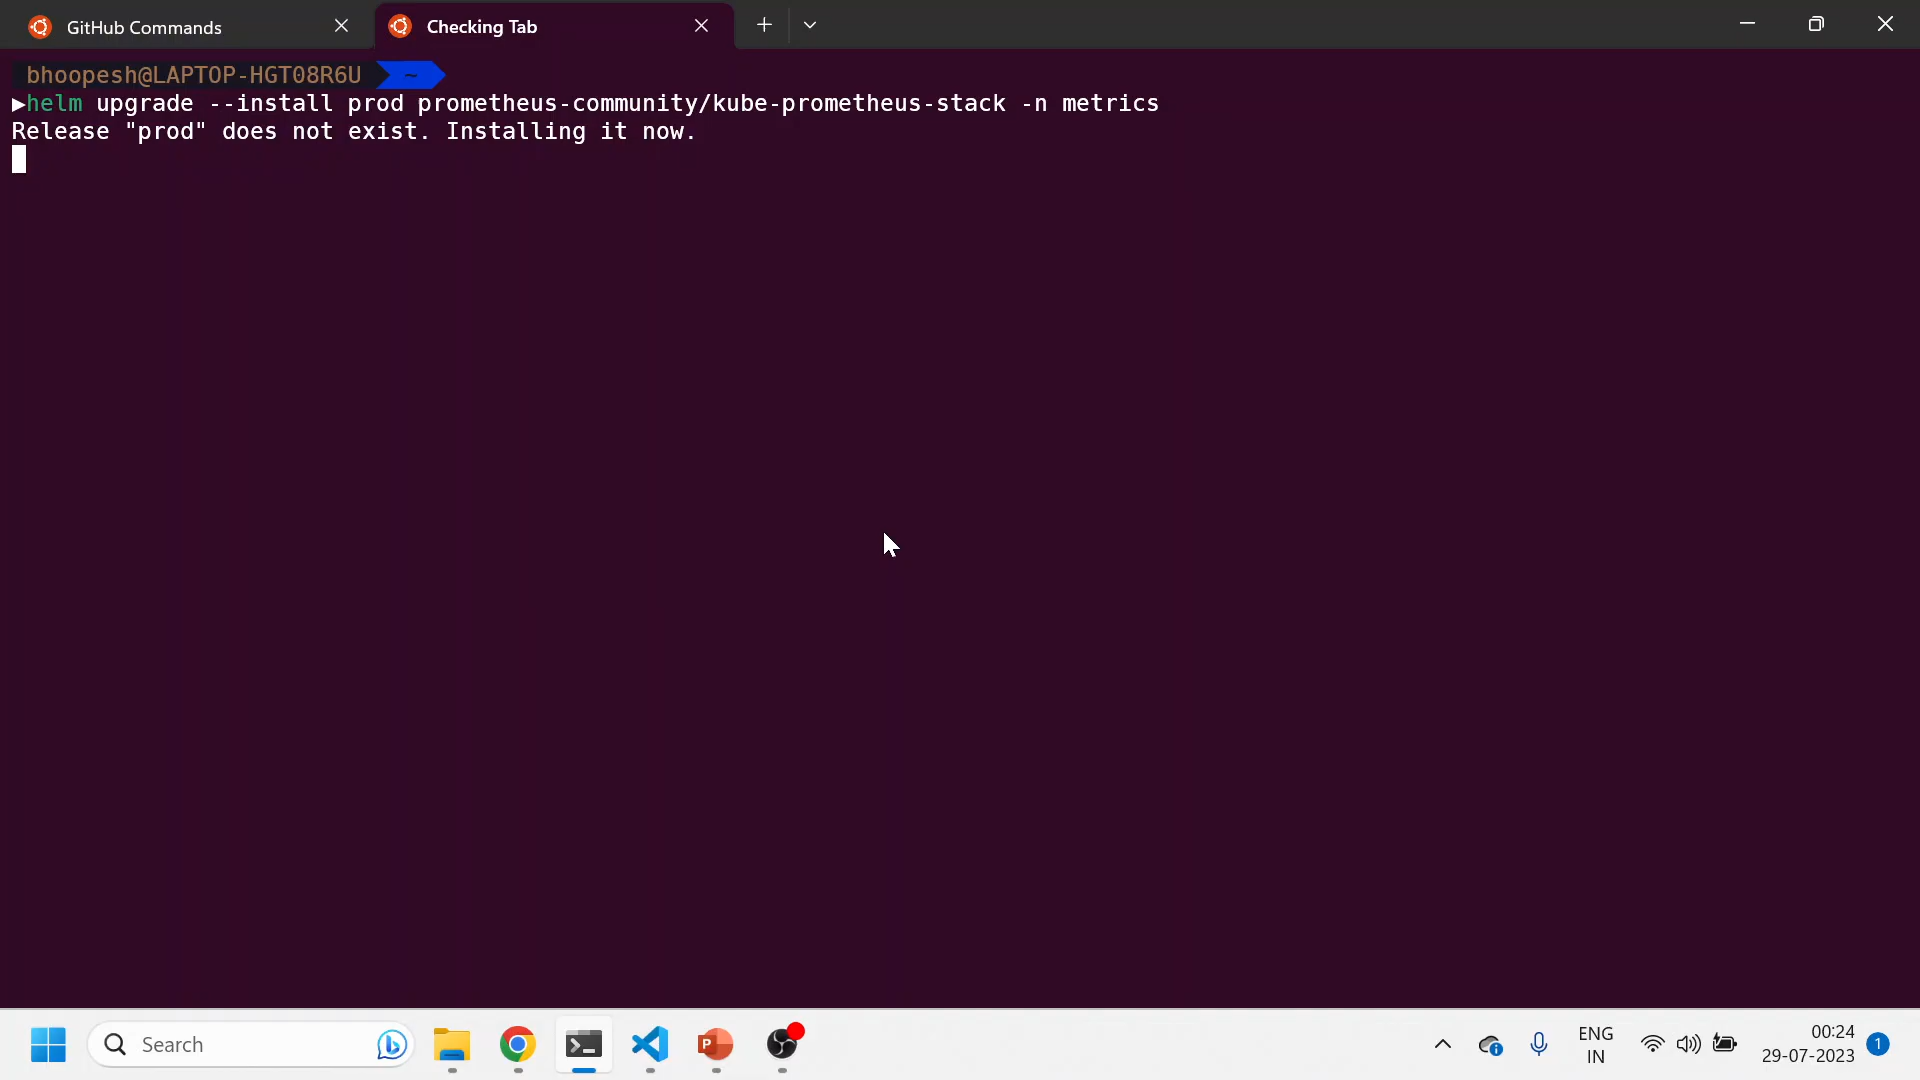 GitHub Commands
Checking Tab
bhoopesh@LAPTOP-HGT08R6U ~
▶helm upgrade --install prod prometheus-community/kube-prometheus-stack -n metrics
Release "prod" does not exist. Installing it now.
Search
P
ENG
IN
00:24
29-07-2023
1